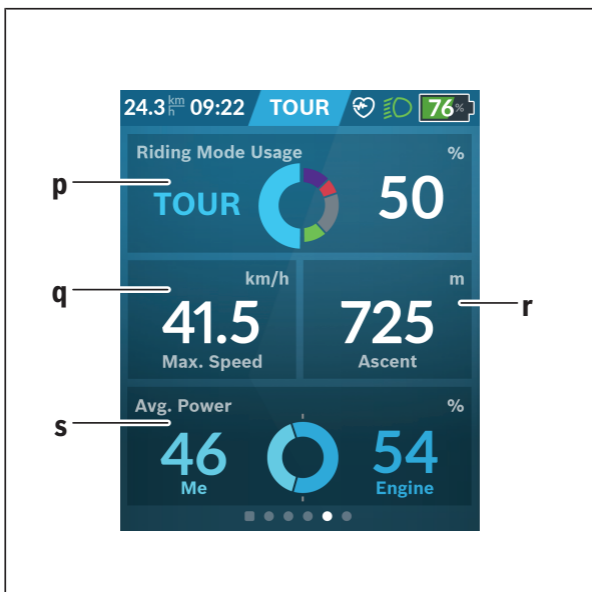 24.3 km/h 09:22 TOUR 76%
Riding Mode Usage %
p
TOUR 50
km/h m
q
r
41.5 725
Max. Speed Ascent
Avg. Power %
s
46 54
Me Engine